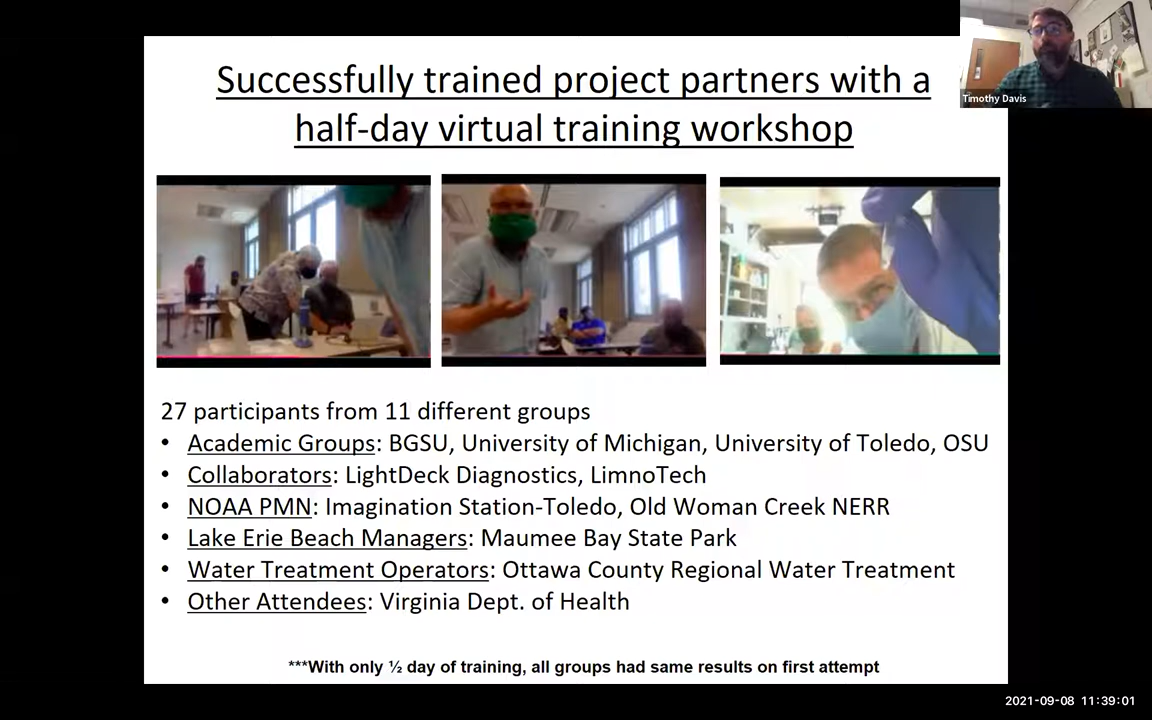 Timothy Davis
Successfully trained project partners with a
half-day virtual training workshop
27 participants from 11 different groups
• Academic Groups: BGSU, University of Michigan, University of Toledo, OSU
• Collaborators: LightDeck Diagnostics, LimnoTech
• NOAA PMN: Imagination Station-Toledo, Old Woman Creek NERR
• Lake Erie Beach Managers: Maumee Bay State Park
• Water Treatment Operators: Ottawa County Regional Water Treatment
• Other Attendees: Virginia Dept. of Health
***With only ½ day of training, all groups had same results on first attempt
2021-09-08 11:39:01